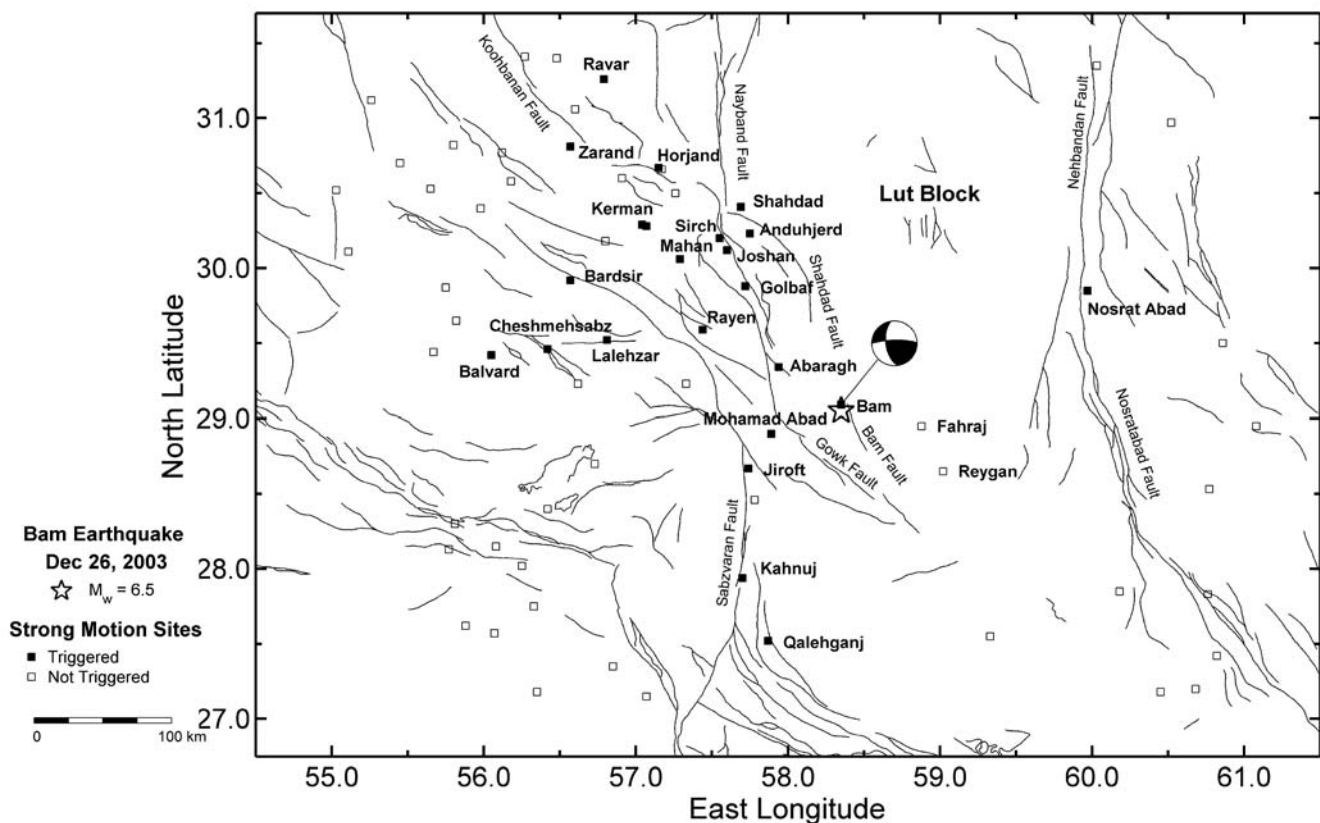 31.0
30.0
29.0
28.0
27.0
North Latitude
55.0
56.0
57.0
58.0
59.0
60.0
61.0
East Longitude
Koohbanan Fault
Ravar
Nayband Fault
Nehbandan Fault
Zarand
Horjand
Lut Block
Shahdad
Kerman
Sirch
Anduhjerd
Mahan
Joshan
Bardsir
Golbaf
Shahdad Fault
Nosrat Abad
Cheshmehsabz
Rayen
Lalehzar
Balvard
Abaragh
Bam
Mohamad Abad
Fahraj
Bam Fault
Gowk Fault
Reygan
Nosratabad Fault
Jiroft
Sabzvaran Fault
Kahnuj
Qalehganj
Bam Earthquake
Dec 26, 2003
Mw = 6.5
Strong Motion Sites
Triggered
Not Triggered
0 100 km